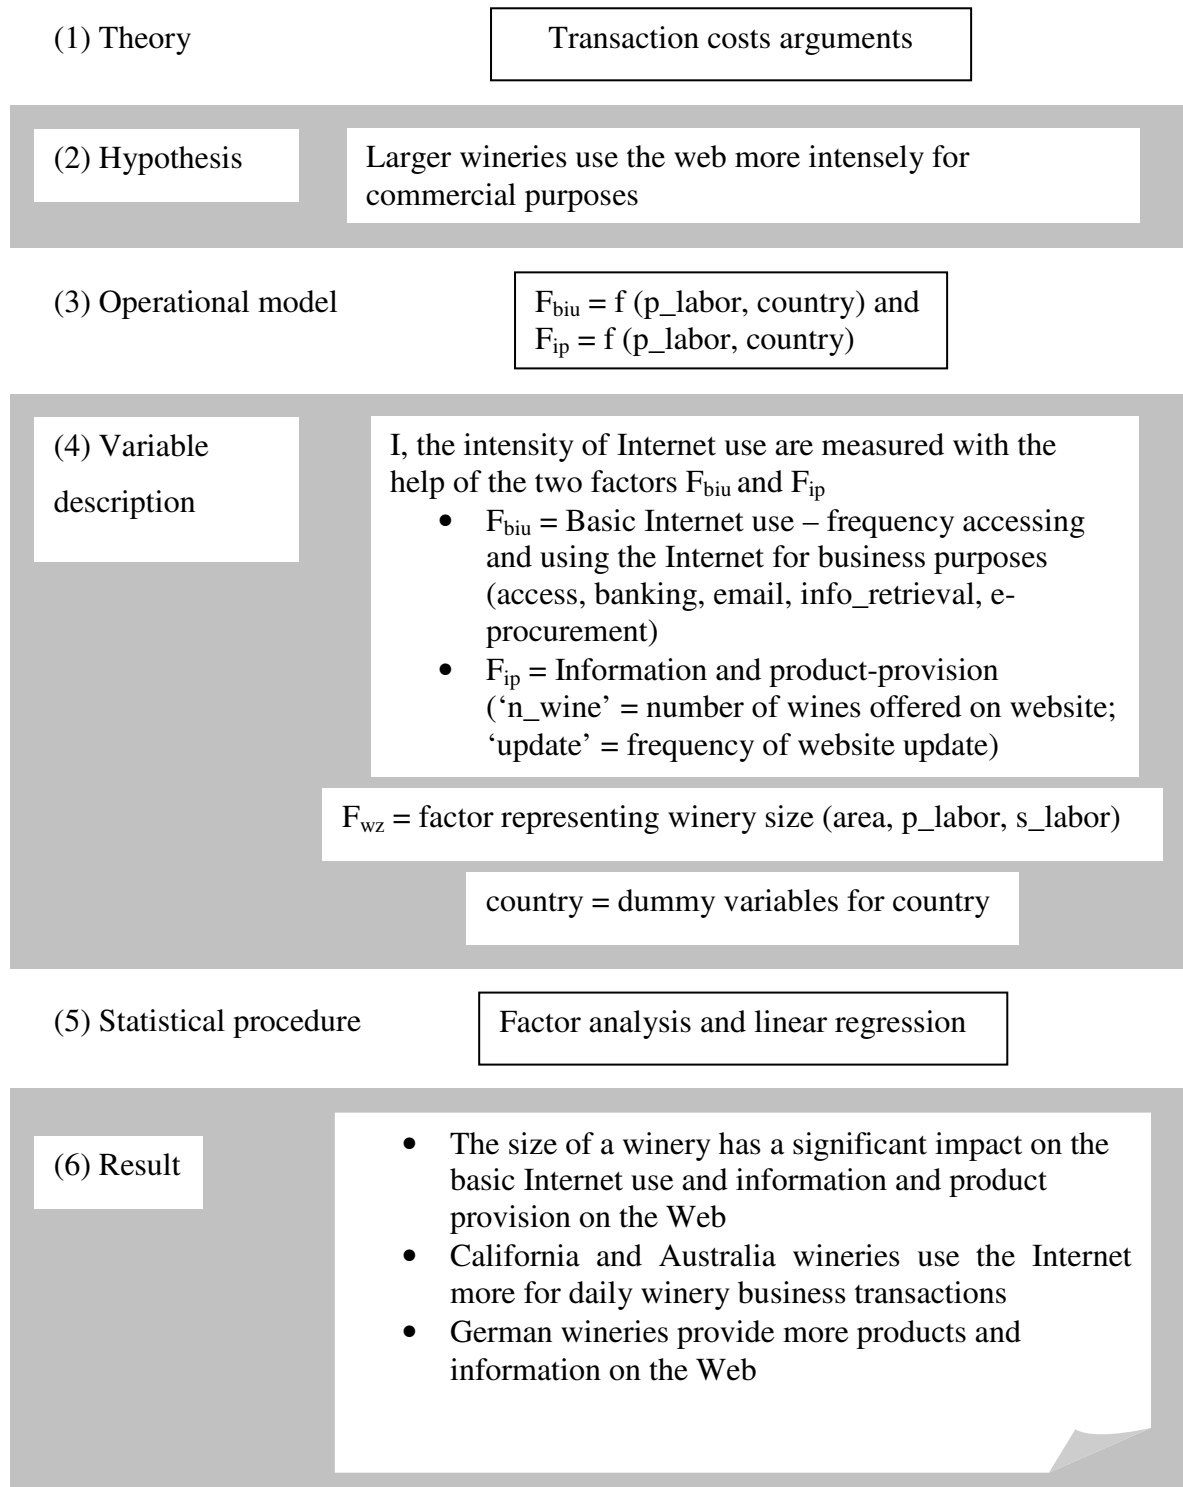 (1) Theory
Transaction costs arguments
(2) Hypothesis
Larger wineries use the web more intensely for
commercial purposes
(3) Operational model
F_biu = f (p_labor, country) and
F_ip = f (p_labor, country)
(4) Variable
description
I, the intensity of Internet use are measured with the
help of the two factors F_biu and F_ip
• F_biu = Basic Internet use – frequency accessing
and using the Internet for business purposes
(access, banking, email, info_retrieval, e-
procurement)
• F_ip = Information and product-provision
(‘n_wine’ = number of wines offered on website;
‘update’ = frequency of website update)
F_wz = factor representing winery size (area, p_labor, s_labor)
country = dummy variables for country
(5) Statistical procedure
Factor analysis and linear regression
(6) Result
• The size of a winery has a significant impact on the
basic Internet use and information and product
provision on the Web
• California and Australia wineries use the Internet
more for daily winery business transactions
• German wineries provide more products and
information on the Web